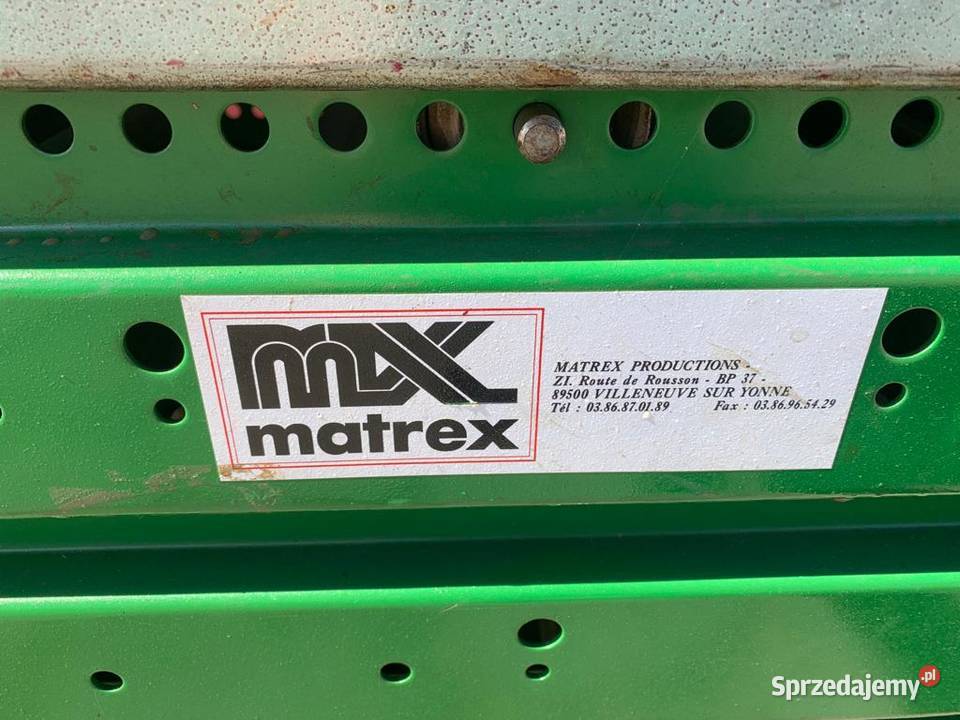 MX
matrex
MATREX PRODUCTIONS -
ZI. Route de Rousson - BP 37 -
89500 VILLENEUVE SUR YONNE
Tél : 03.86.87.01.89 Fax : 03.86.96.54.29
Sprzedajemy.pl